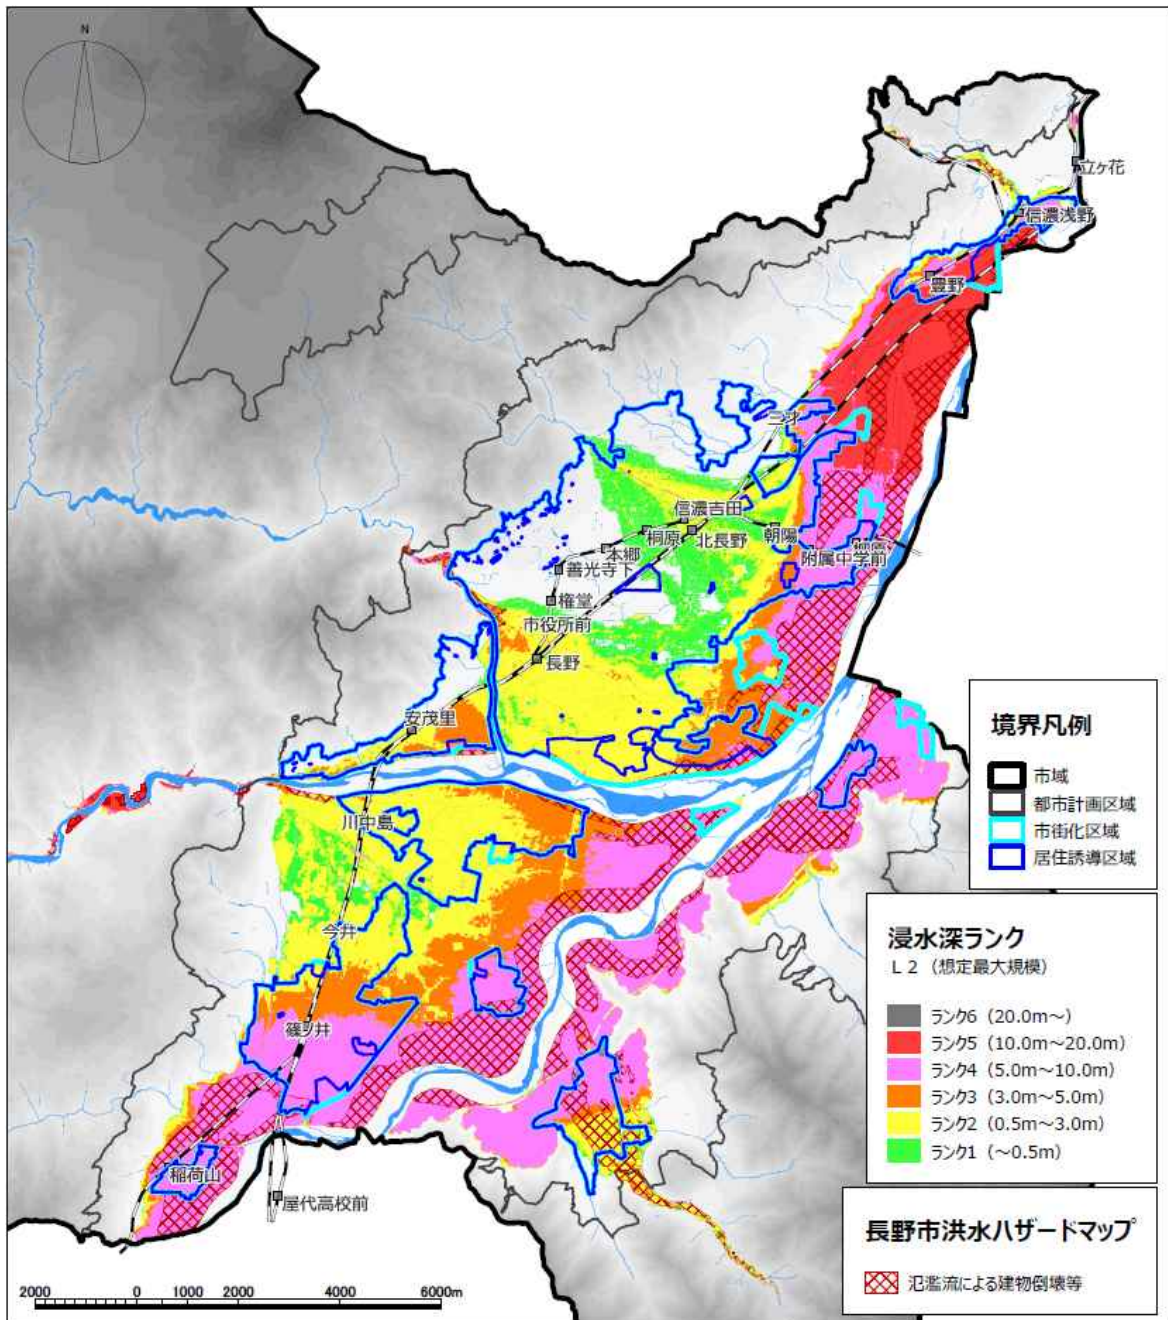 N
立ヶ花
信濃浅野
豊野
三才
信濃吉田
朝陽
桐原
北長野
附属中学前
柳原
本郷
善光寺下
権堂
市役所前
長野
安茂里
川中島
今井
篠ノ井
稲荷山
屋代高校前
境界凡例
市域
都市計画区域
市街化区域
居住誘導区域
浸水深ランク
L2（想定最大規模）
ランク6（20.0m～）
ランク5（10.0m～20.0m）
ランク4（5.0m～10.0m）
ランク3（3.0m～5.0m）
ランク2（0.5m～3.0m）
ランク1（～0.5m）
長野市洪水ハザードマップ
氾濫流による建物倒壊等
2000 0 2000 4000 6000m